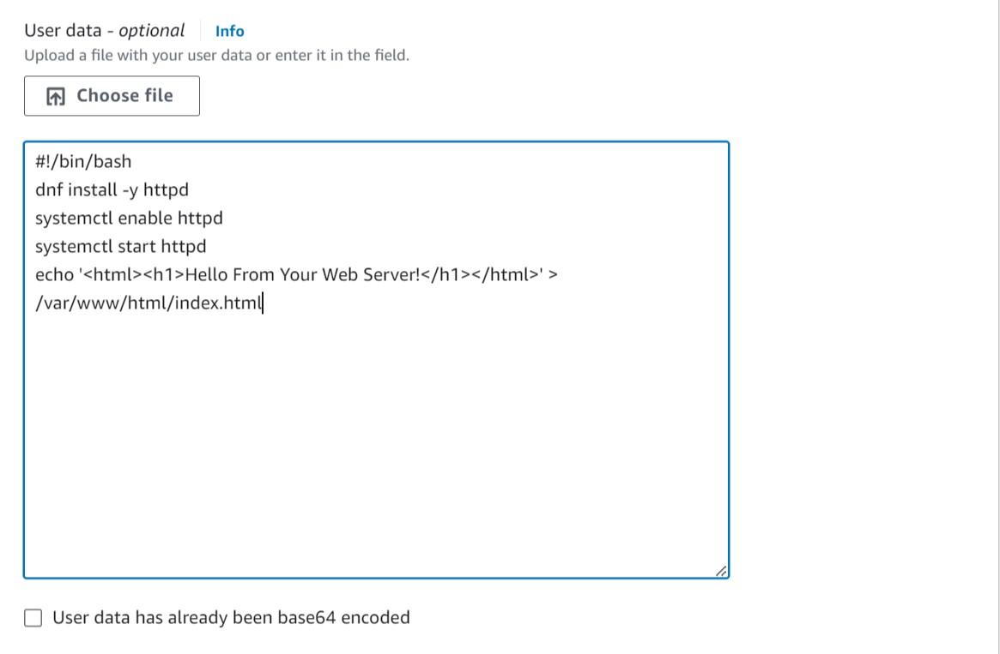 User data - optional Info
Upload a file with your user data or enter it in the field.
Choose file
#!/bin/bash
dnf install -y httpd
systemctl enable httpd
systemctl start httpd
echo '<html><h1>Hello From Your Web Server!</h1></html>' >
/var/www/html/index.html
User data has already been base64 encoded